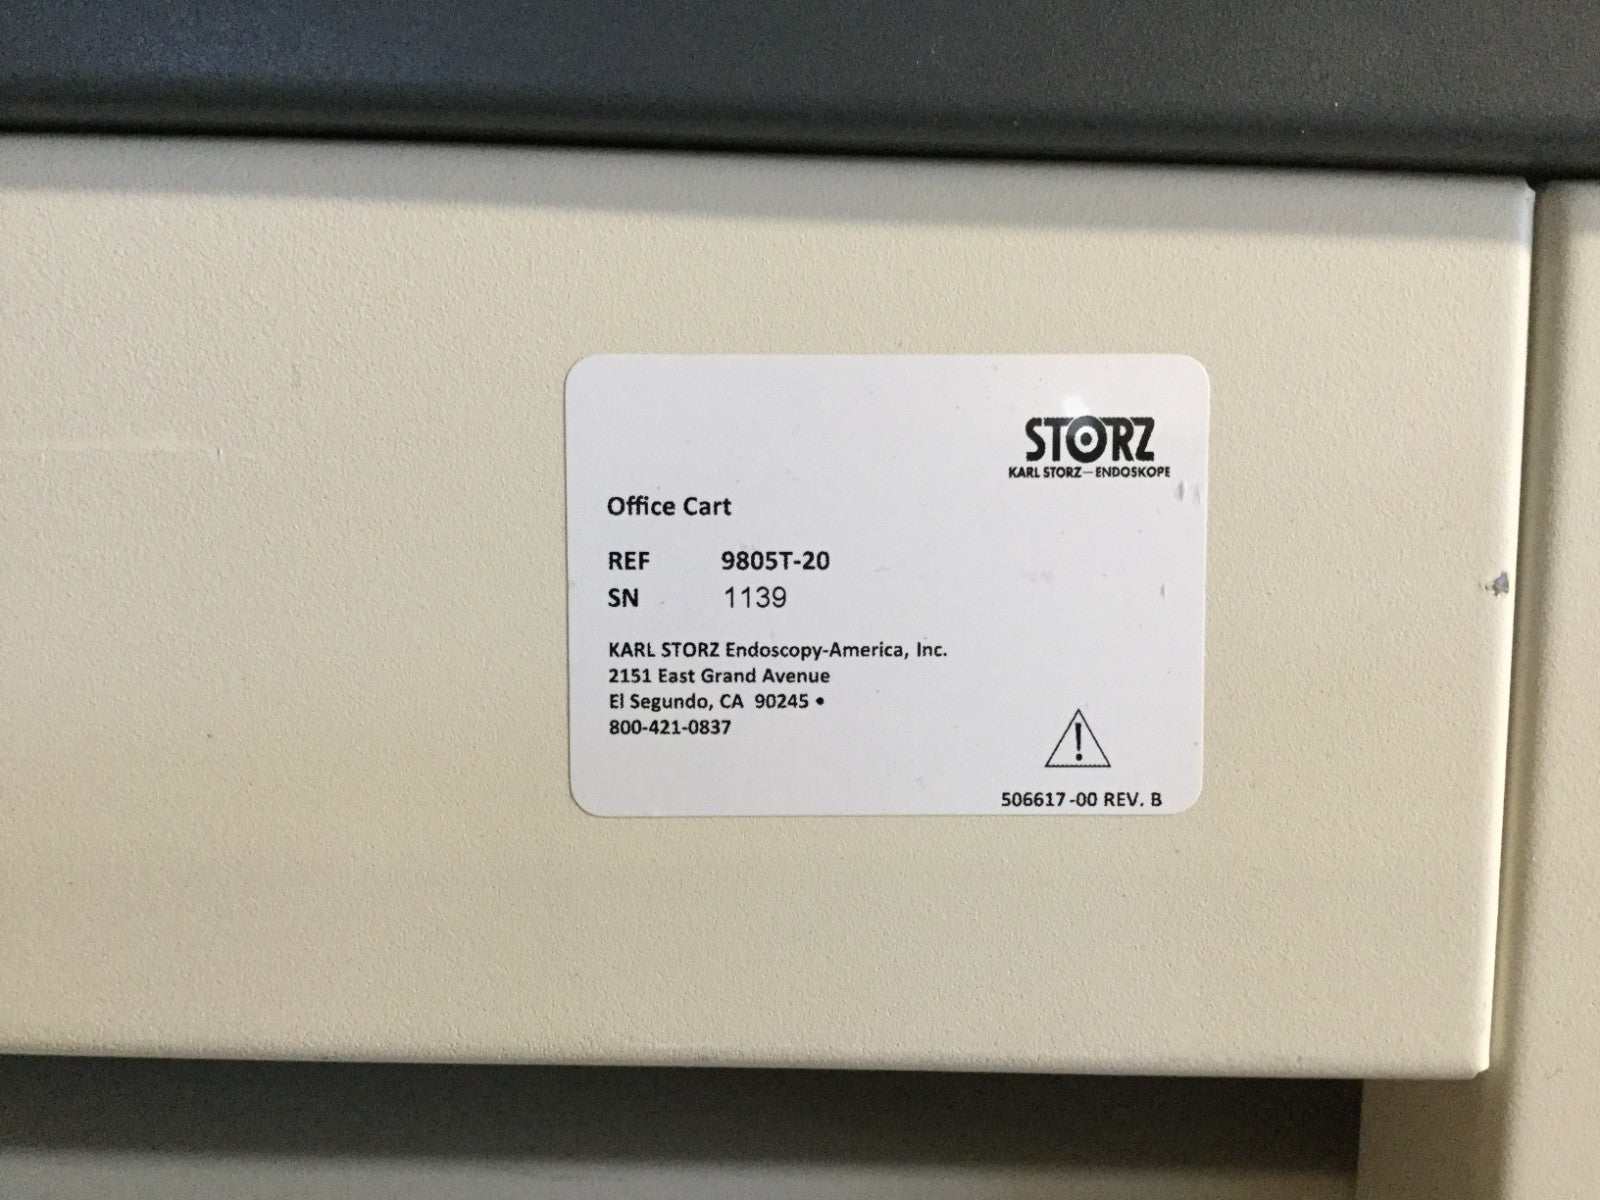 STORZ
KARL STORZ—ENDOSKOPE
Office Cart
REF 9805T-20
SN 1139
KARL STORZ Endoscopy-America, Inc.
2151 East Grand Avenue
El Segundo, CA 90245 •
800-421-0837
506617-00 REV. B